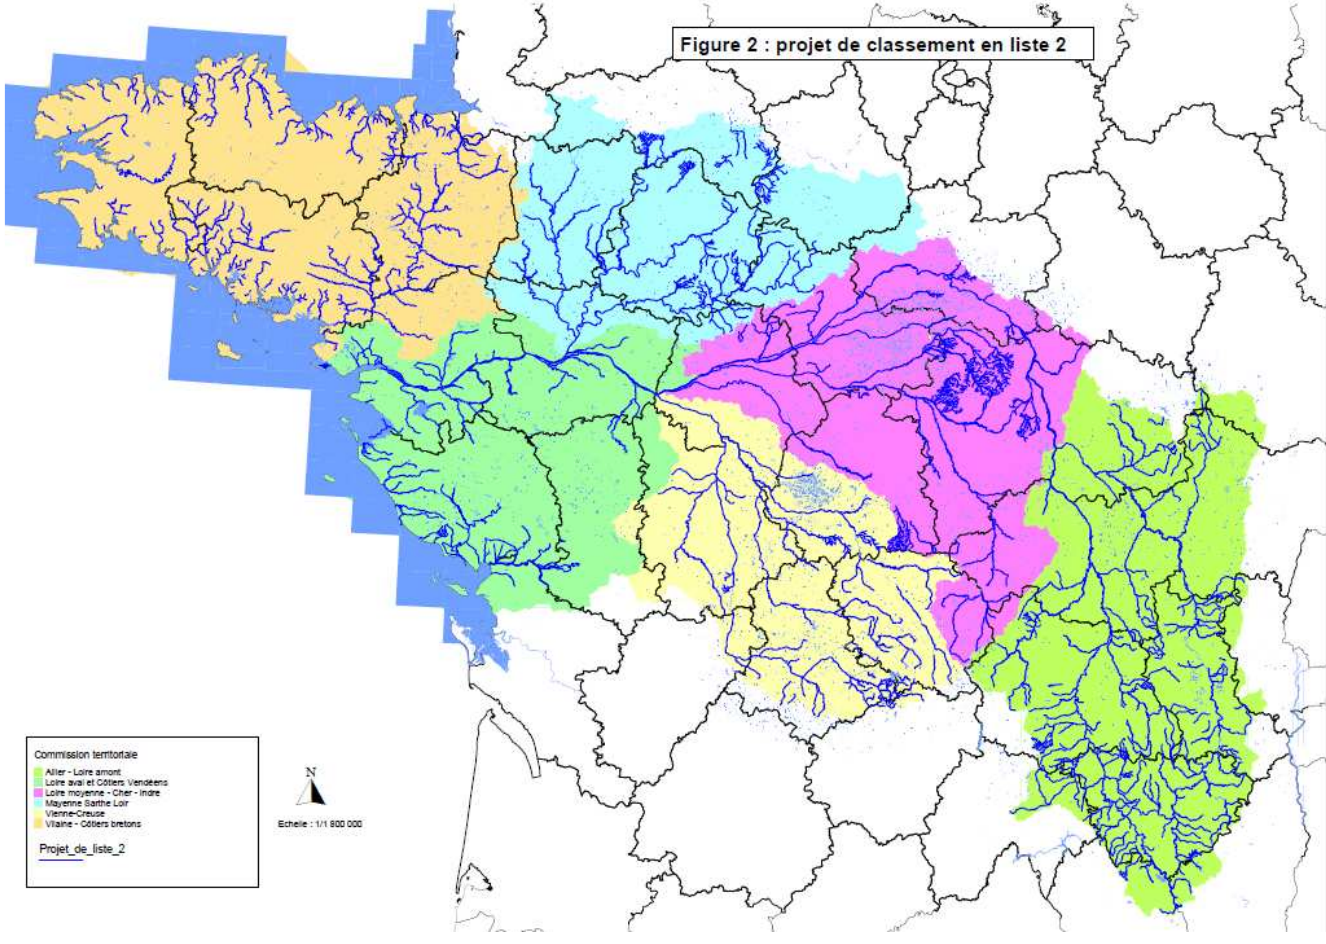 Figure 2 : projet de classement en liste 2
Commission territoriale
Allier - Loire amont
Loire aval et Côtiers Vendéens
Loire moyenne - Cher - Indre
Mayenne Sarthe Loir
Vienne-Creuse
Vilaine - Côtiers bretons
Projet_de_liste_2
N
Echelle : 1/1 800 000